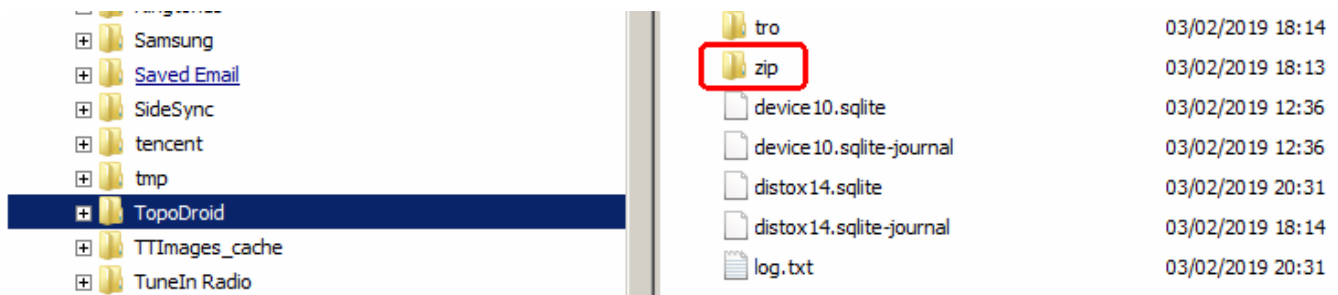 Samsung
Saved Email
SideSync
tencent
tmp
TopoDroid
TTImages_cache
TuneIn Radio
tro 03/02/2019 18:14
zip 03/02/2019 18:13
device10.sqlite 03/02/2019 12:36
device10.sqlite-journal 03/02/2019 12:36
distox14.sqlite 03/02/2019 20:31
distox14.sqlite-journal 03/02/2019 18:14
log.txt 03/02/2019 20:31